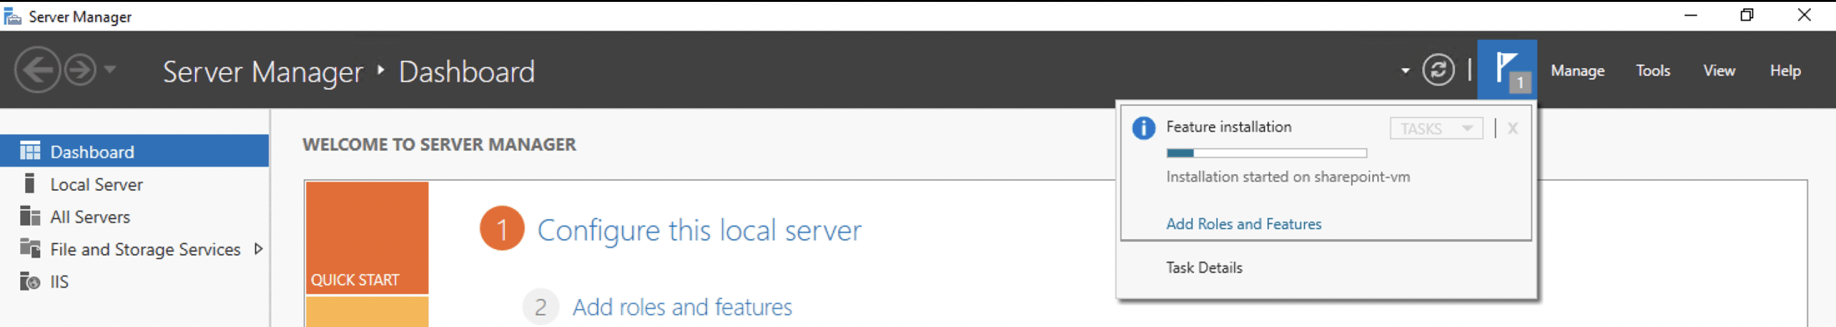 Server Manager
Server Manager ‣ Dashboard
1
Manage
Tools
View
Help
Feature installation
TASKS
X
Installation started on sharepoint-vm
Add Roles and Features
Task Details
Dashboard
Local Server
All Servers
File and Storage Services
IIS
WELCOME TO SERVER MANAGER
QUICK START
1 Configure this local server
2 Add roles and features